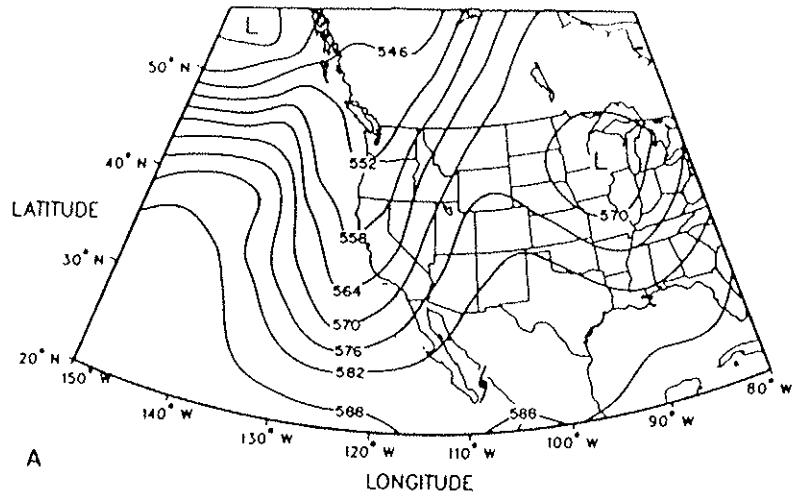 L
546
50° N
40° N
552
L
LATITUDE
570
558
30° N
564
570
576
20° N
582
150° W
588
586
80° W
140° W
90° W
130° W
100° W
120° W
110° W
A
LONGITUDE